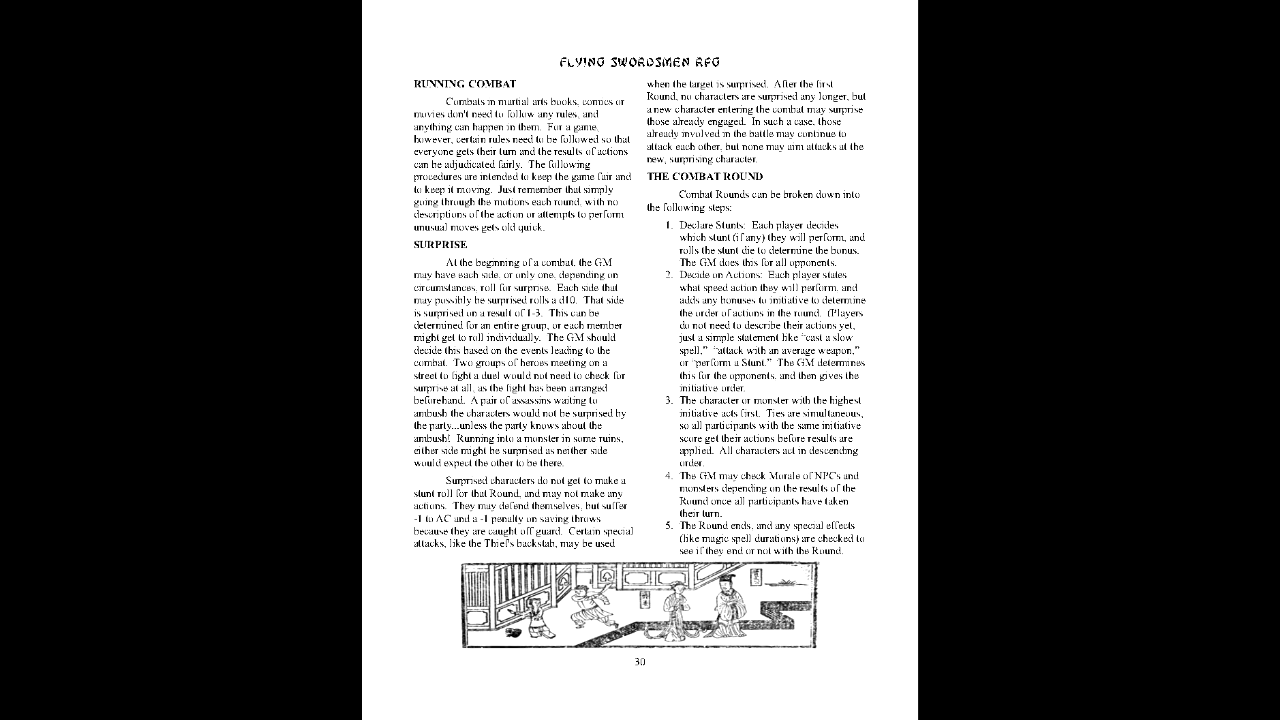 FLYING SWORDSMEN RPG
RUNNING COMBAT
Combats in martial arts books, comics or
movies don't need to follow any rules, and
anything can happen in them. For a game,
however, certain rules need to be followed so that
everyone gets their turn and the results of actions
can be adjudicated fairly. The following
procedures are intended to keep the game fair and
to keep it moving. Just remember that simply
going through the motions each round, with no
descriptions of the action or attempts to perform
unusual moves gets old quick.
SURPRISE
At the beginning of a combat, the GM
may have each side, or only one, depending on
circumstances, roll for surprise. Each side that
may possibly be surprised rolls a d10. That side
is surprised on a result of 1-3. This can be
determined for an entire group, or each member
might get to roll individually. The GM should
decide this based on the events leading to the
combat. Two groups of heroes meeting on a
street to fight a duel would not need to check for
surprise at all, as the fight has been arranged
beforehand. A pair of assassins waiting to
ambush the characters would not be surprised by
the party...unless the party knows about the
ambush! Running into a monster in some ruins,
either side might be surprised as neither side
would expect the other to be there.
Surprised characters do not get to make a
stunt roll for that Round, and may not make any
actions. They may defend themselves, but suffer
-1 to AC and a -1 penalty on saving throws
because they are caught off guard. Certain special
attacks, like the Thief's backstab, may be used
when the target is surprised. After the first
Round, no characters are surprised any longer, but
a new character entering the combat may surprise
those already engaged. In such a case, those
already involved in the battle may continue to
attack each other, but none may aim attacks at the
new, surprising character.
THE COMBAT ROUND
Combat Rounds can be broken down into
the following steps:
1. Declare Stunts: Each player decides
which stunt (if any) they will perform, and
rolls the stunt die to determine the bonus.
The GM does this for all opponents.
2. Decide on Actions: Each player states
what speed action they will perform, and
adds any bonuses to initiative to determine
the order of actions in the round. (Players
do not need to describe their actions yet,
just a simple statement like “cast a slow
spell,” “attack with an average weapon,”
or “perform a Stunt.” The GM determines
this for the opponents, and then gives the
initiative order.
3. The character or monster with the highest
initiative acts first. Ties are simultaneous,
so all participants with the same initiative
score get their actions before results are
applied. All characters act in descending
order.
4. The GM may check Morale of NPCs and
monsters depending on the results of the
Round once all participants have taken
their turn.
5. The Round ends, and any special effects
(like magic spell durations) are checked to
see if they end or not with the Round.
30